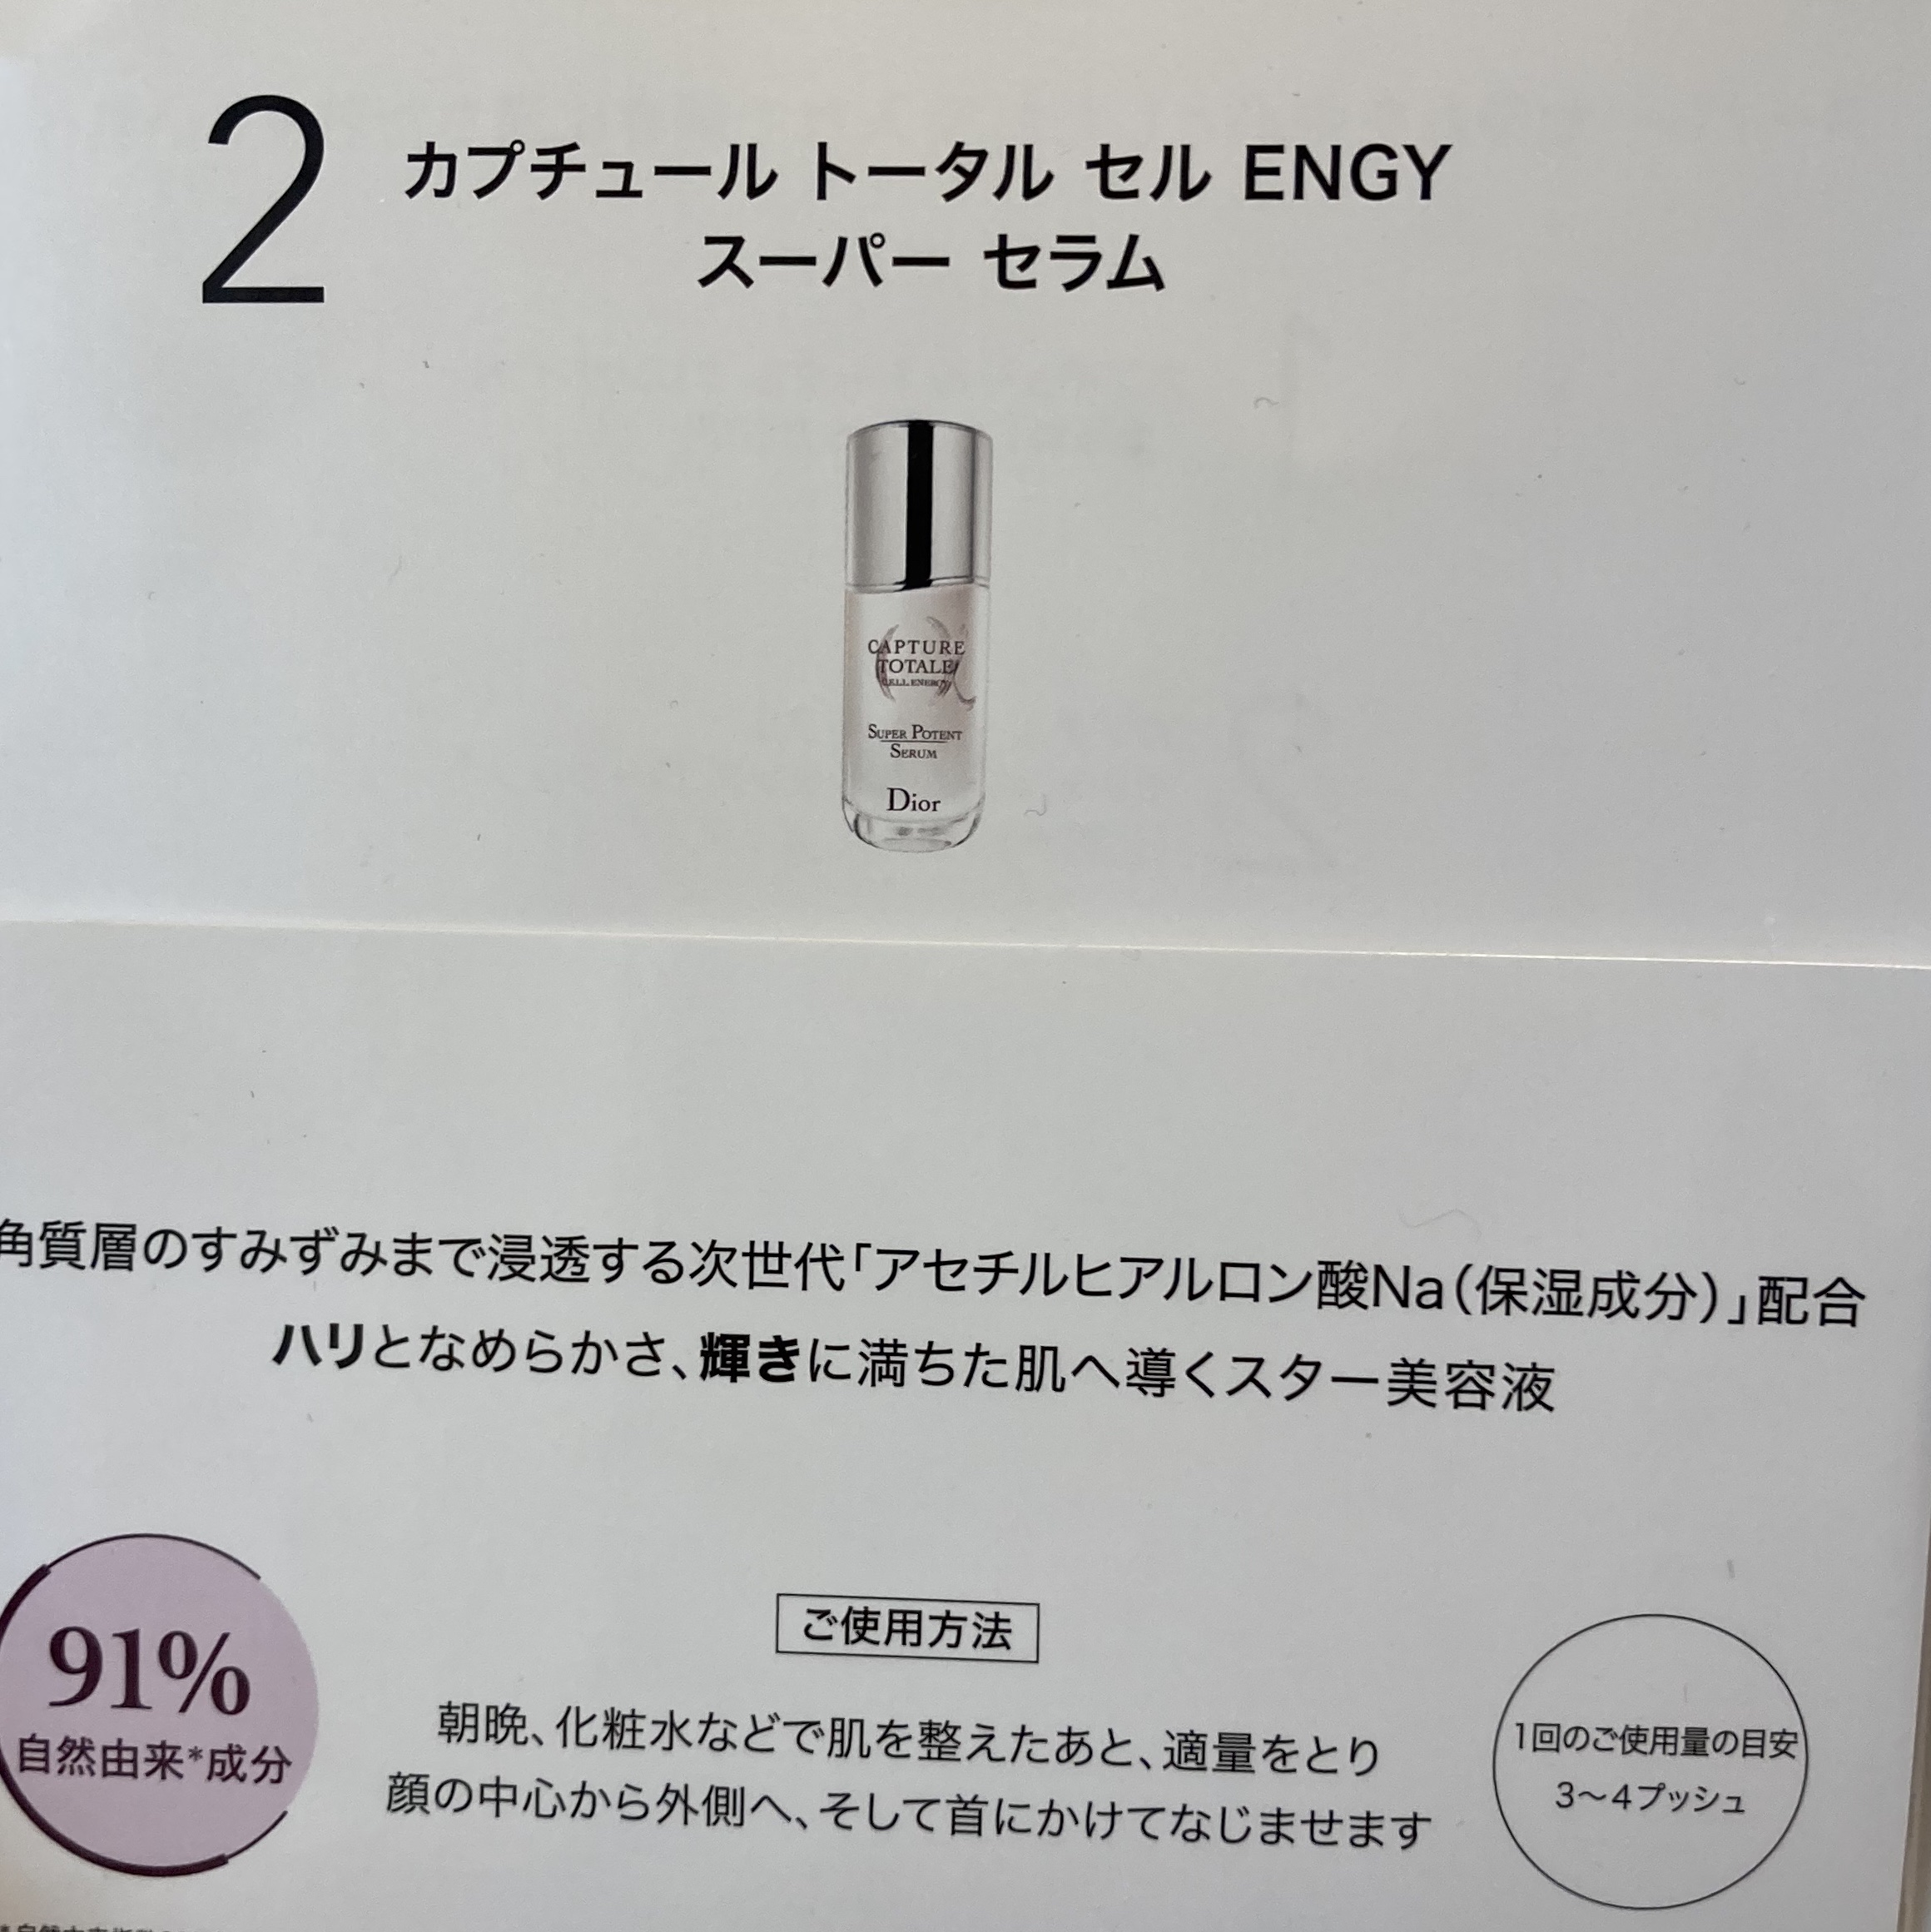 2
カプチュール トータル セル ENGY
スーパー セラム
CAPTURE
TOTALE
CELL ENERGY
SUPER POTENT
SERUM
Dior
角質層のすみずみまで浸透する次世代「アセチルヒアルロン酸Na（保湿成分）」配合
ハリとなめらかさ、輝きに満ちた肌へ導くスター美容液
91%
自然由来*成分
ご使用方法
朝晩、化粧水などで肌を整えたあと、適量をとり
顔の中心から外側へ、そして首にかけてなじませます
1回のご使用量の目安
3〜4プッシュ